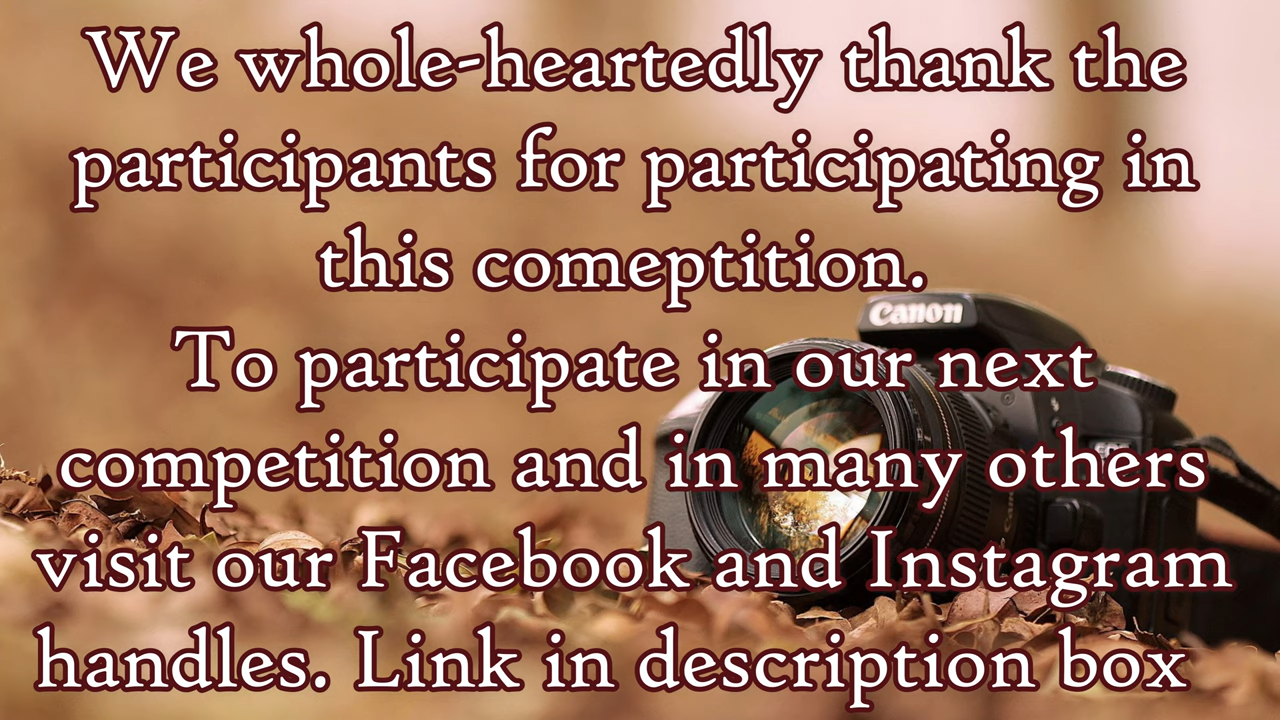 We whole-heartedly thank the
participants for participating in
this comeptition.
Canon
To participate in our next
competition and in many others
visit our Facebook and Instagram
handles. Link in description box